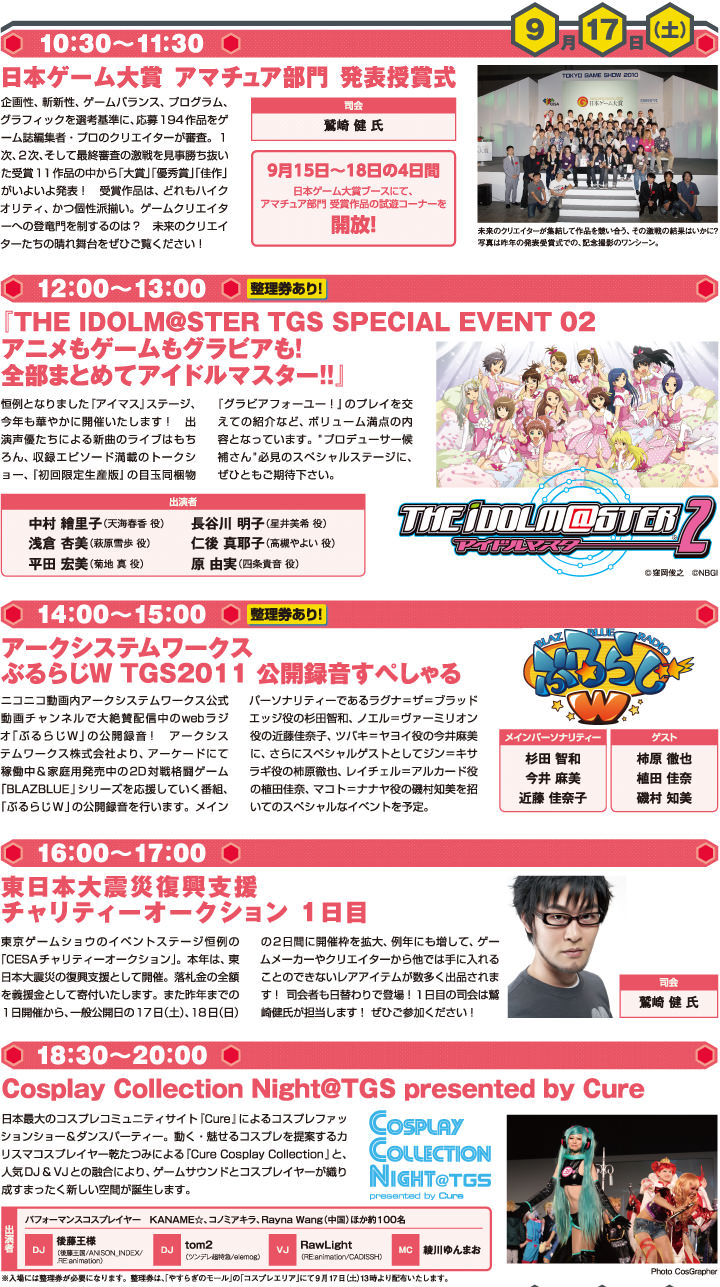 9月17日(土)
10:30〜11:30
日本ゲーム大賞 アマチュア部門 発表授賞式
企画性、斬新性、ゲームバランス、プログラム、
グラフィックを選考基準に、応募194作品をゲ
ーム誌編集者・プロのクリエイターが審査。1
次、2次、そして最終審査の激戦を見事勝ち抜い
た受賞11作品の中から「大賞」「優秀賞」「佳作」
がいよいよ発表！ 受賞作品は、どれもハイク
オリティ、かつ個性派揃い。ゲームクリエイタ
ーへの登竜門を制するのは？ 未来のクリエイ
ターたちの晴れ舞台をぜひご覧ください！
司会
鷲崎 健 氏
9月15日〜18日の4日間
日本ゲーム大賞ブースにて、
アマチュア部門 受賞作品の試遊コーナーを
開放!
TOKYO GAME SHOW 2010
CESA
日本ゲーム大賞
未来のクリエイターが集結して作品を競い合う、その激戦の結果はいかに?
写真は昨年の発表受賞式での、記念撮影のワンシーン。
12:00〜13:00 整理券あり!
『THE IDOLM@STER TGS SPECIAL EVENT 02
アニメもゲームもグラビアも!
全部まとめてアイドルマスター!!』
恒例となりました『アイマス』ステージ、
今年も華やかに開催いたします！ 出
演声優たちによる新曲のライブはもち
ろん、収録エピソード満載のトークシ
ョー、『初回限定生産版』の目玉同梱物
『グラビアフォーユー！』のプレイを交
えての紹介など、ボリューム満点の内
容となっています。"プロデューサー候
補さん"必見のスペシャルステージに、
ぜひともご期待下さい。
出演者
中村 繪里子(天海春香 役) 長谷川 明子(星井美希 役)
浅倉 杏美(萩原雪歩 役) 仁後 真耶子(高槻やよい 役)
平田 宏美(菊地 真 役) 原 由実(四条貴音 役)
THE iDOLM@STER 2
アイドルマスター
©窪岡俊之 ©NBGI
14:00〜15:00 整理券あり!
アークシステムワークス
ぶるらじW TGS2011 公開録音すぺしゃる
ニコニコ動画内アークシステムワークス公式
動画チャンネルで大絶賛配信中のwebラジ
オ「ぶるらじW」の公開録音！ アークシス
テムワークス株式会社より、アーケードにて
稼働中＆家庭用発売中の2D対戦格闘ゲーム
「BLAZBLUE」シリーズを応援していく番組、
「ぶるらじW」の公開録音を行います。メイン
パーソナリティーであるラグナ=ザ=ブラッド
エッジ役の杉田智和、ノエル=ヴァーミリオン
役の近藤佳奈子、ツバキ=ヤヨイ役の今井麻美
に、さらにスペシャルゲストとしてジン=キサ
ラギ役の柿原徹也、レイチェル=アルカード役
の植田佳奈、マコト=ナナヤ役の磯村知美を招
いてのスペシャルなイベントを予定。
BLAZ BLUE RADIO
ぶるらじ
W
メインパーソナリティー
杉田 智和
今井 麻美
近藤 佳奈子
ゲスト
柿原 徹也
植田 佳奈
磯村 知美
16:00〜17:00
東日本大震災復興支援
チャリティーオークション 1日目
東京ゲームショウのイベントステージ恒例の
「CESAチャリティーオークション」。本年は、東
日本大震災の復興支援として開催。落札金の全額
を義援金として寄付いたします。また昨年までの
1日開催から、一般公開日の17日(土)、18日(日)
の2日間に開催枠を拡大、例年にも増して、ゲー
ムメーカーやクリエイターから他では手に入れる
ことのできないレアアイテムが数多く出品されま
す！ 司会者も日替わりで登場！1日目の司会は鷲
崎健氏が担当します！ ぜひご参加ください！
司会
鷲崎 健 氏
18:30〜20:00
Cosplay Collection Night@TGS presented by Cure
日本最大のコスプレコミュニティサイト『Cure』によるコスプレファッ
ションショー＆ダンスパーティー。動く・魅せるコスプレを提案するカ
リスマコスプレイヤー乾たつみによる『Cure Cosplay Collection』と、
人気DJ＆VJとの融合により、ゲームサウンドとコスプレイヤーが織り
成すまったく新しい空間が誕生します。
COSPLAY
COLLECTION
NIGHT@TGS
presented by Cure
出演者
パフォーマンスコスプレイヤー KANAME☆、コノミアキラ、Rayna Wang(中国)ほか約100名
DJ 後藤王様
(後藤王国/ANISON_INDEX/
.RE:animation)
DJ tom2
(ツンデレ超特急/elemog)
VJ RawLight
(RE:animation/CADISSH)
MC 綾川ゆんまお
Photo CosGrapher
※入場には整理券が必要になります。整理券は、「やすらぎのモール」の「コスプレエリア」にて9月17日(土)13時より配布いたします。